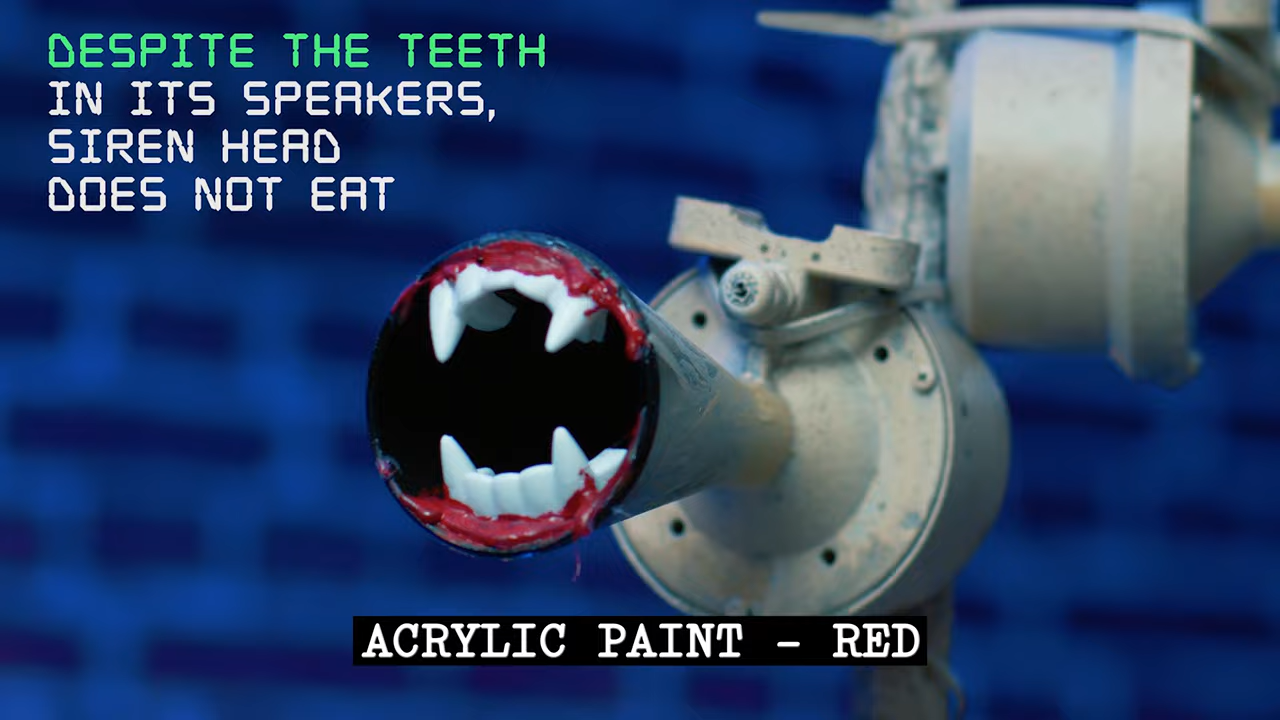 DESPITE THE TEETH
IN ITS SPEAKERS,
SIREN HEAD
DOES NOT EAT
ACRYLIC PAINT - RED